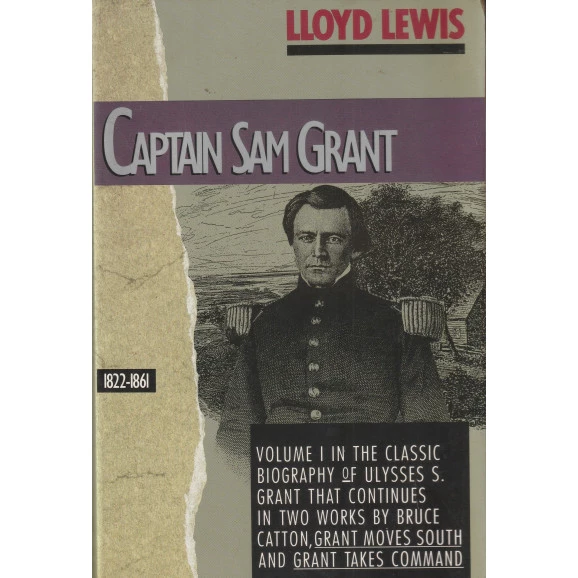 LLOYD LEWIS
CAPTAIN SAM GRANT
1822-1861
VOLUME I IN THE CLASSIC
BIOGRAPHY OF ULYSSES S.
GRANT THAT CONTINUES
IN TWO WORKS BY BRUCE
CATTON, GRANT MOVES SOUTH
AND GRANT TAKES COMMAND